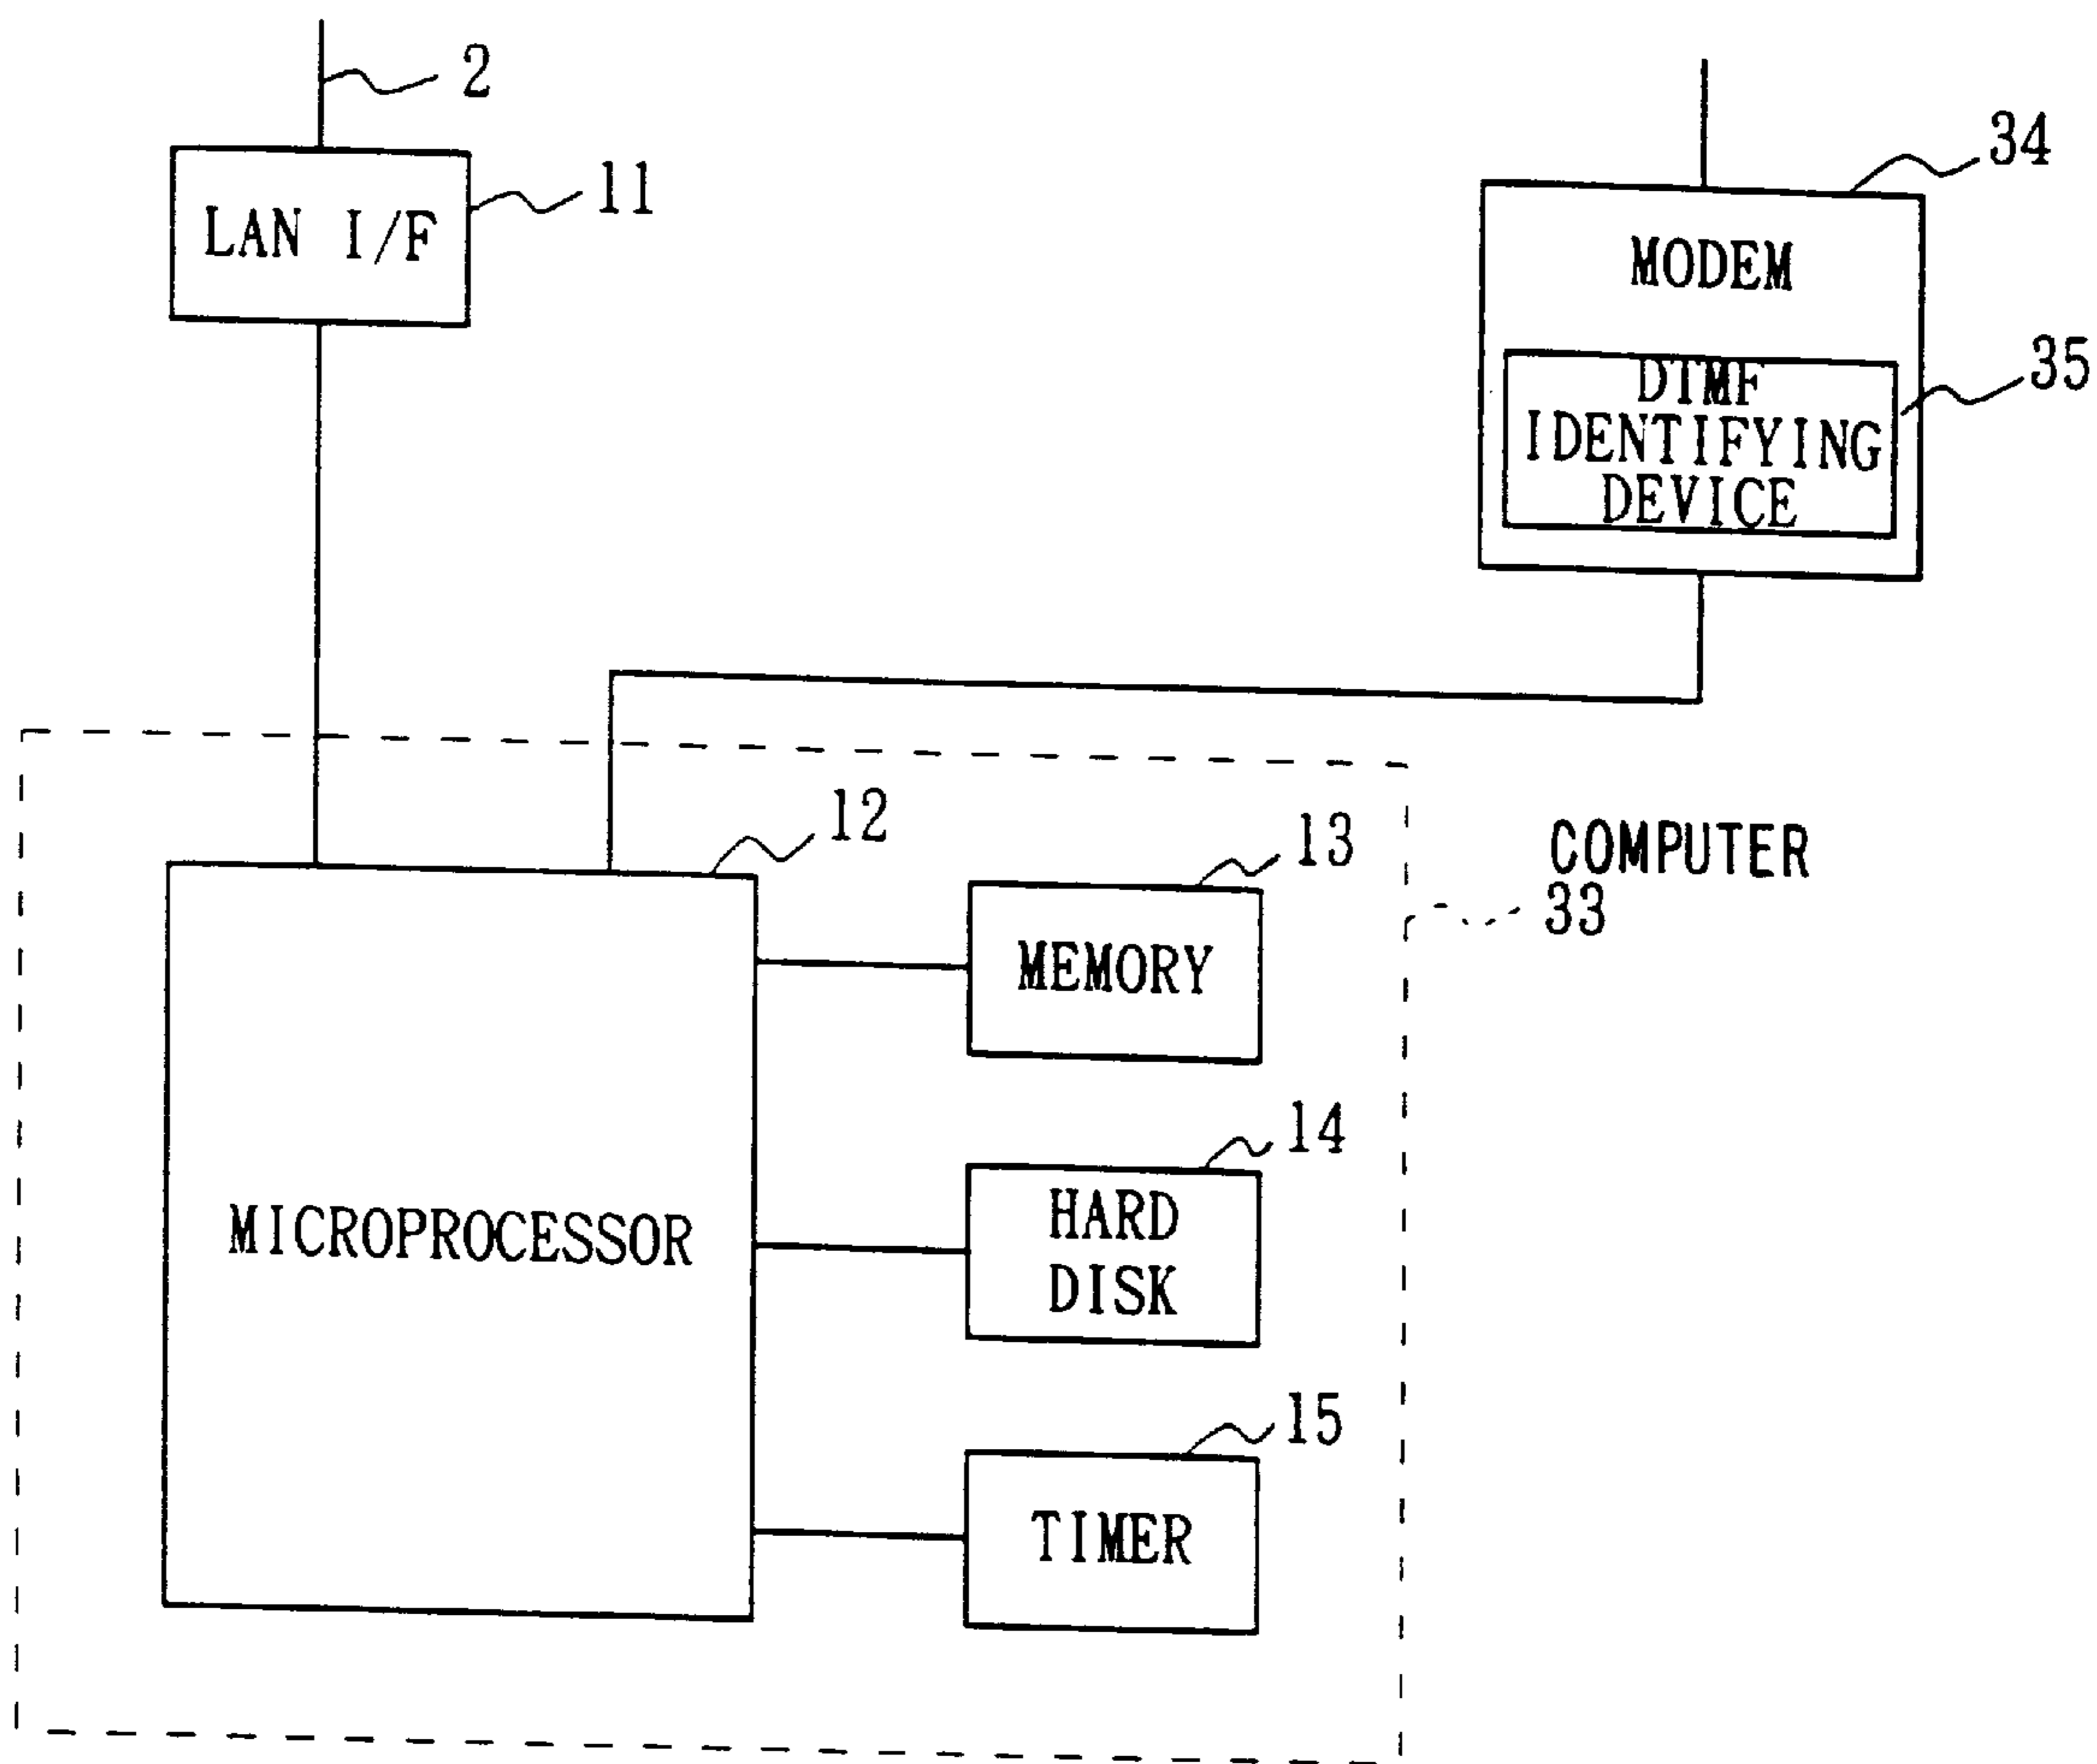 2
11
LAN I/F
34
MODEM
35
DTMF
IDENTIFYING
DEVICE
12
13
COMPUTER
33
MEMORY
14
HARD
DISK
MICROPROCESSOR
15
TIMER